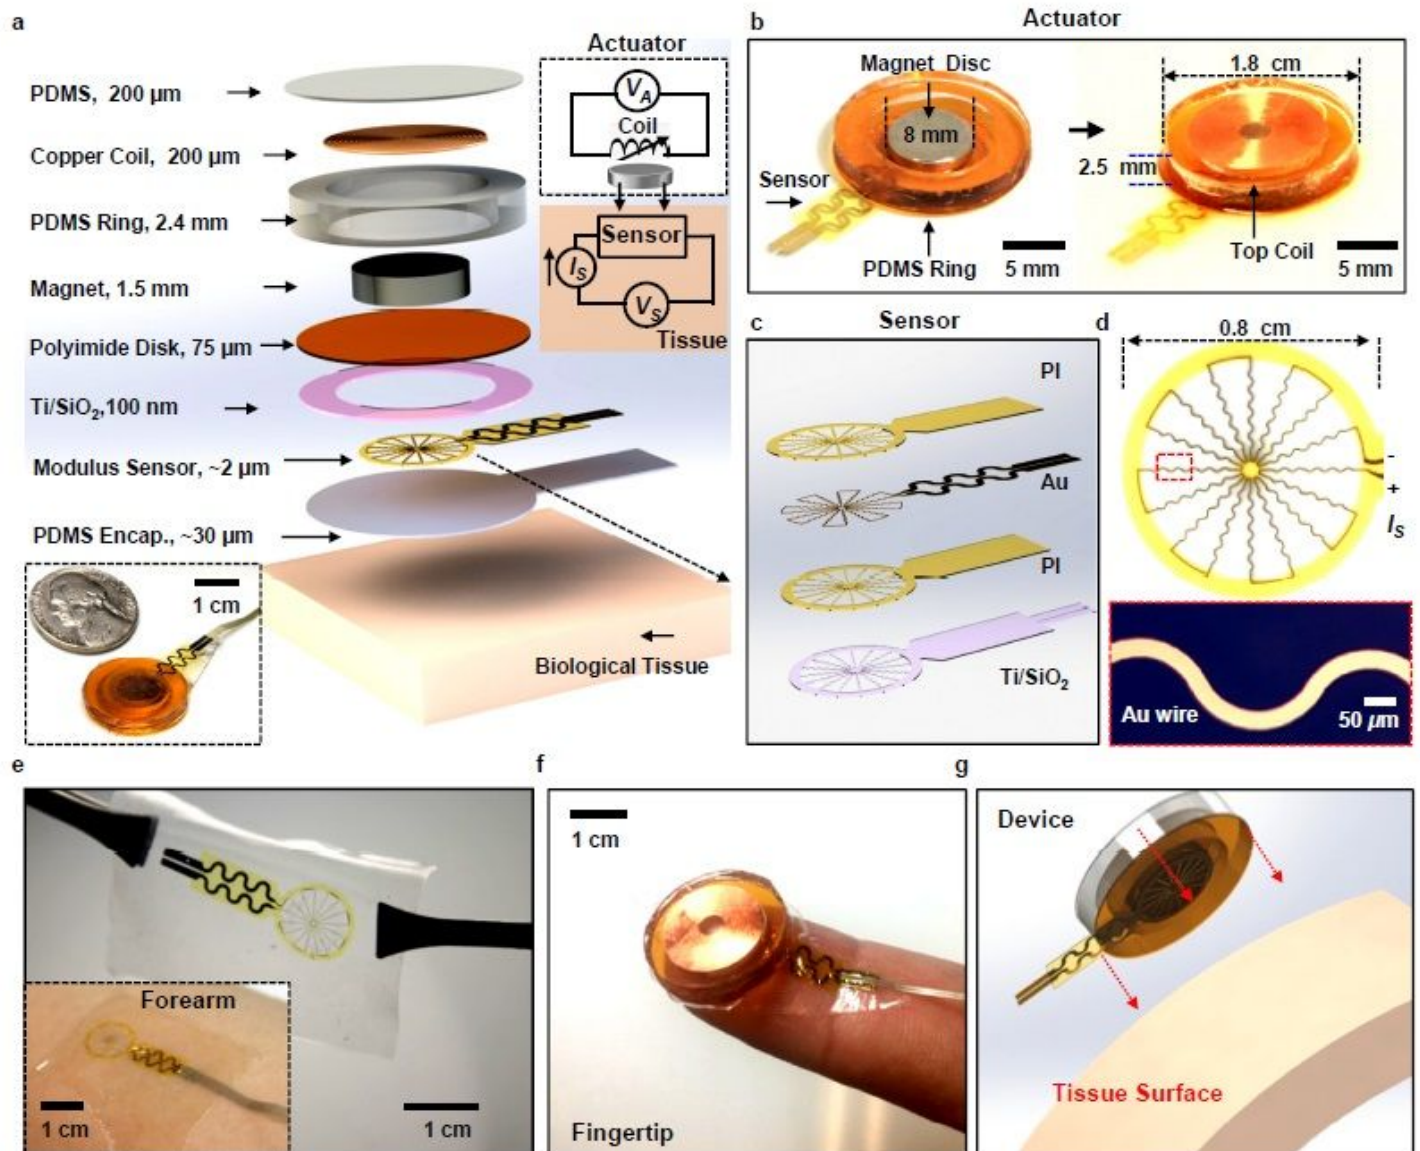 a
PDMS, 200 µm
Copper Coil, 200 µm
PDMS Ring, 2.4 mm
Magnet, 1.5 mm
Polyimide Disk, 75 µm
Ti/SiO₂,100 nm
Modulus Sensor, ~2 µm
PDMS Encap., ~30 µm
1 cm
Biological Tissue
Actuator
V_A
Coil
Sensor
I_S
V_S
Tissue
b
Actuator
Magnet Disc
8 mm
Sensor
PDMS Ring
5 mm
1.8 cm
2.5 mm
Top Coil
5 mm
c
Sensor
PI
Au
PI
Ti/SiO₂
d
0.8 cm
-
+
I_S
Au wire
50 µm
e
Forearm
1 cm
1 cm
f
1 cm
Fingertip
g
Device
Tissue Surface